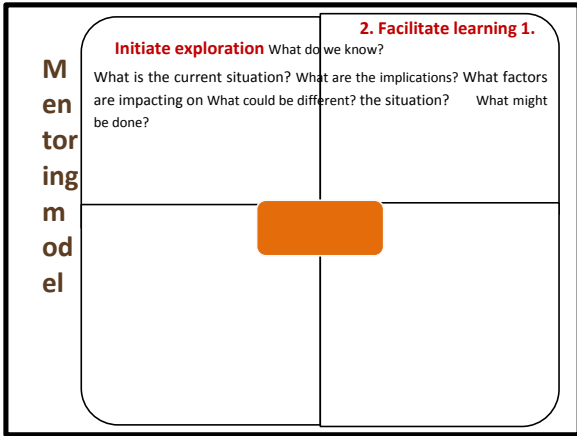 2. Facilitate learning 1.
Initiate exploration What do we know?
What is the current situation? What are the implications? What factors
are impacting on What could be different? the situation? What might
be done?
M
en
tor
ing
m
od
el